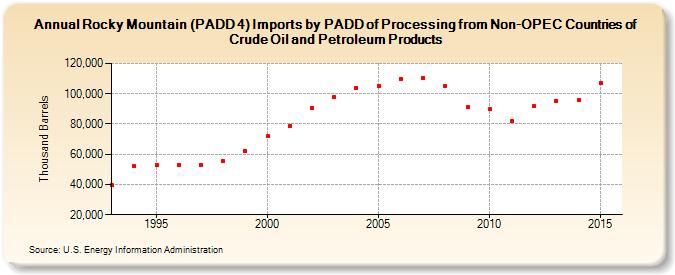 Annual Rocky Mountain (PADD 4) Imports by PADD of Processing from Non-OPEC Countries of
Crude Oil and Petroleum Products
Thousand Barrels
120,000
100,000
80,000
60,000
40,000
20,000
1995 2000 2005 2010 2015
Source: U.S. Energy Information Administration